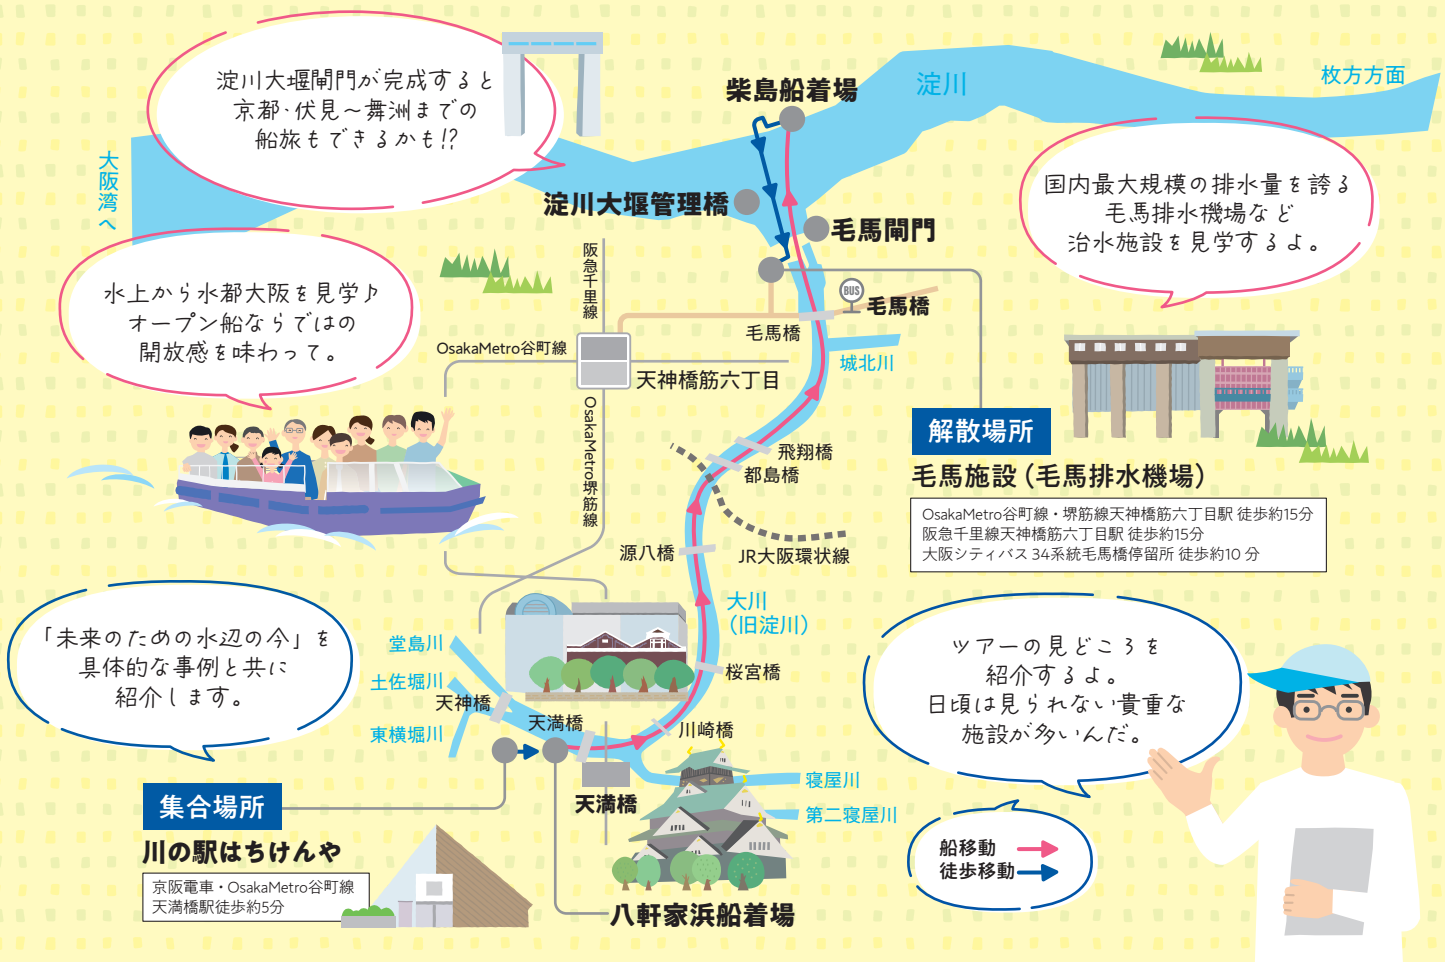 淀川大堰閘門が完成すると
京都・伏見～舞洲までの
船旅もできるかも!?
柴島船着場
淀川
枚方方面
大阪湾へ
淀川大堰管理橋
毛馬閘門
国内最大規模の排水量を誇る
毛馬排水機場など
治水施設を見学するよ。
水上から水都大阪を見学♪
オープン船ならではの
開放感を味わって。
阪急千里線
BUS
毛馬橋
毛馬橋
OsakaMetro谷町線
天神橋筋六丁目
城北川
OsakaMetro堺筋線
飛翔橋
都島橋
源八橋
JR大阪環状線
解散場所
毛馬施設(毛馬排水機場)
OsakaMetro谷町線・堺筋線天神橋筋六丁目駅 徒歩約15分
阪急千里線天神橋筋六丁目駅 徒歩約15分
大阪シティバス 34系統毛馬橋停留所 徒歩約10 分
大川
(旧淀川)
「未来のための水辺の今」を
具体的な事例と共に
紹介します。
堂島川
土佐堀川
天神橋
東横堀川
天満橋
桜宮橋
川崎橋
ツアーの見どころを
紹介するよ。
日頃は見られない貴重な
施設が多いんだ。
集合場所
川の駅はちけんや
京阪電車・OsakaMetro谷町線
天満橋駅徒歩約5分
天満橋
寝屋川
第二寝屋川
八軒家浜船着場
船移動
徒歩移動